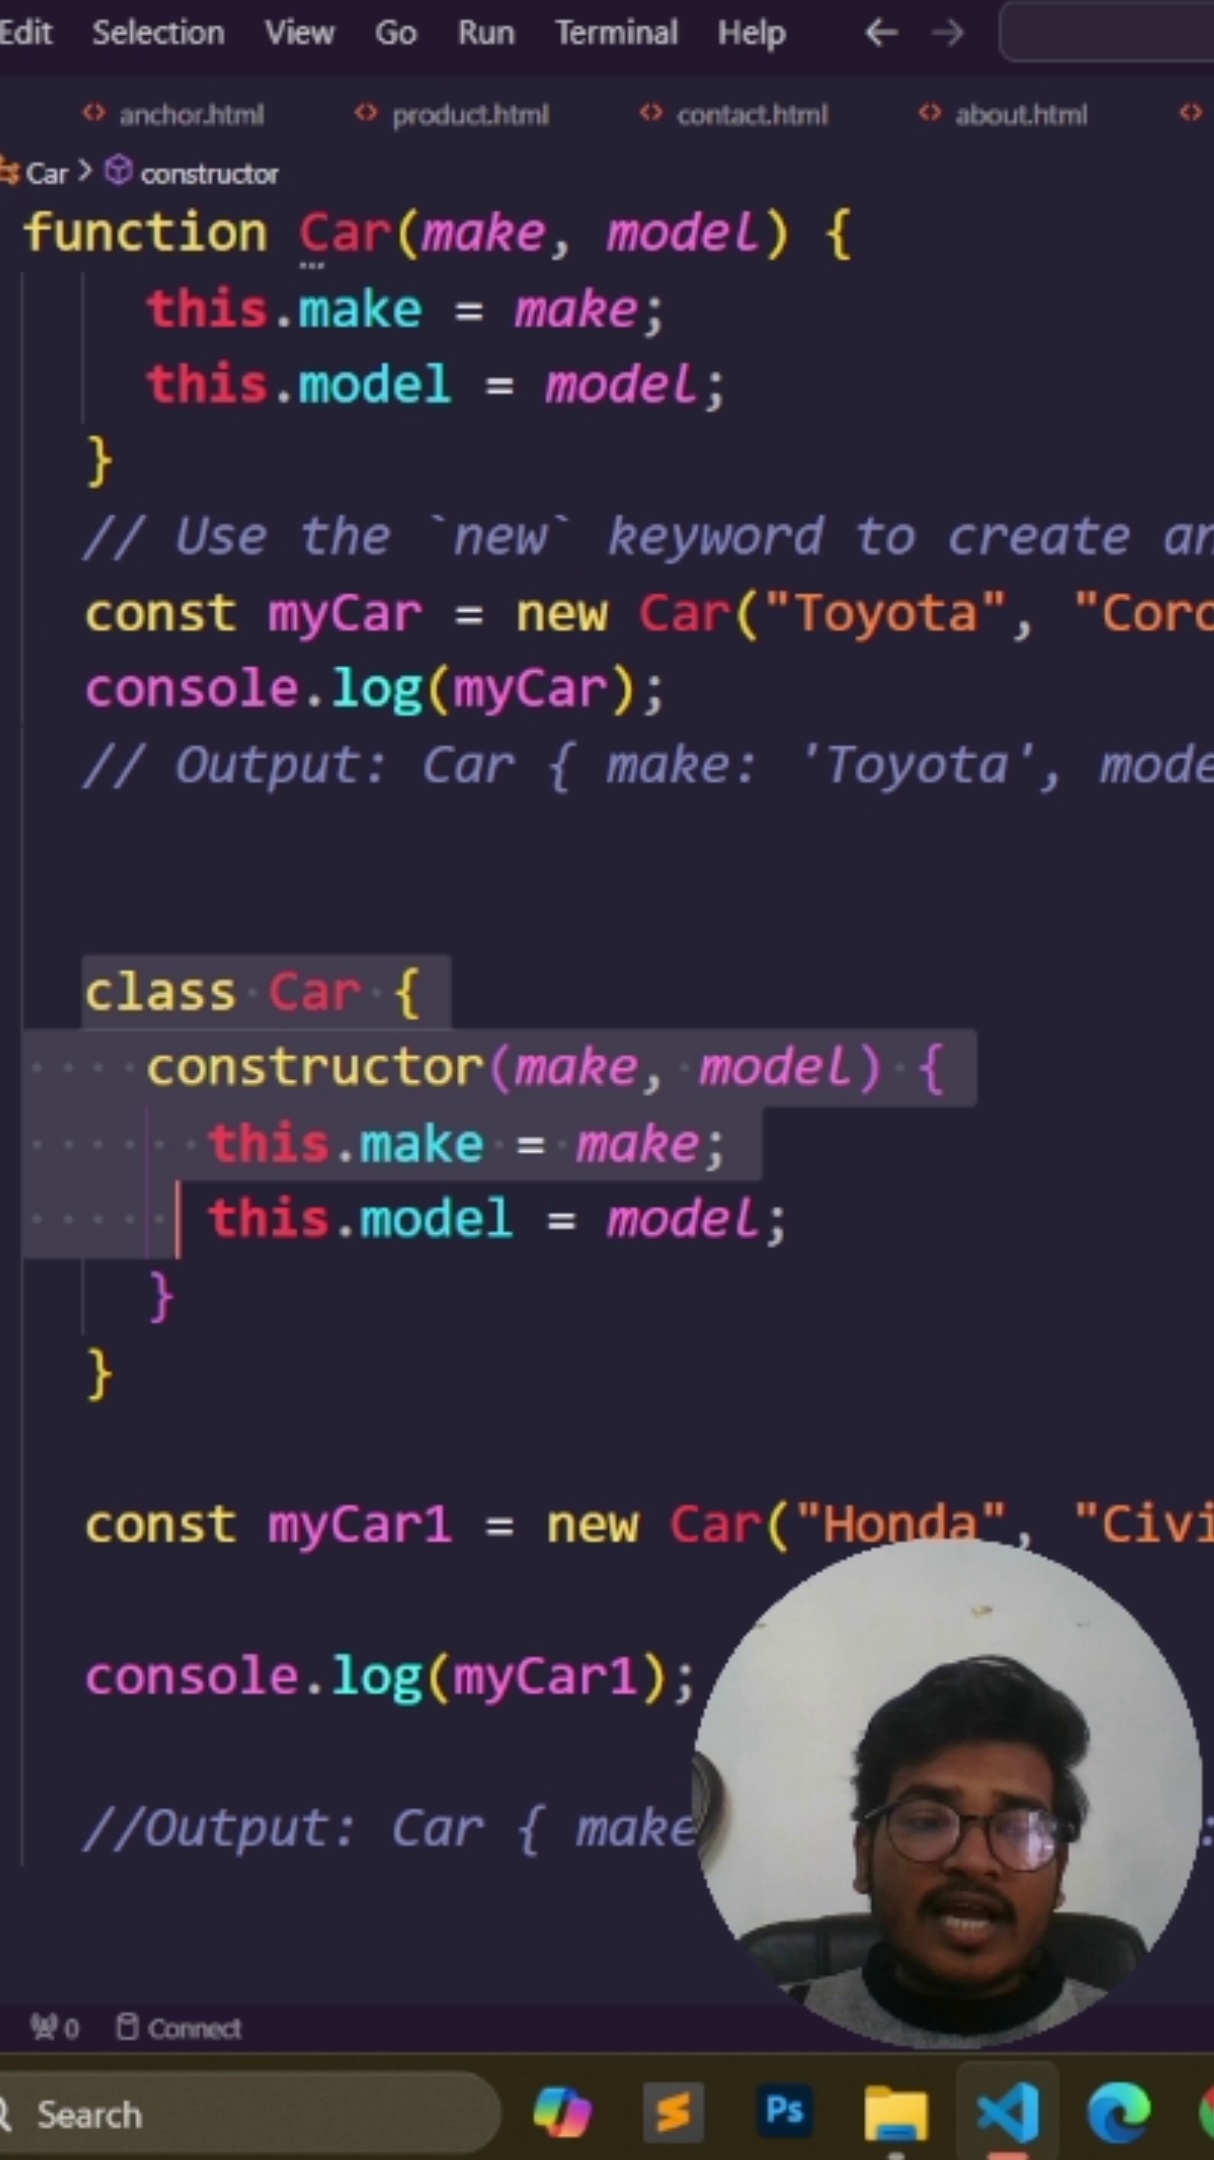 Edit Selection View Go Run Terminal Help
anchor.html product.html contact.html about.html
Car > constructor
function Car(make, model) {
this.make = make;
this.model = model;
}
// Use the `new` keyword to create
const myCar = new Car("Toyota", "Coro
console.log(myCar);
// Output: Car { make: 'Toyota', mode
class Car {
constructor(make, model) {
this.make = make;
this.model = model;
}
}
const myCar1 = new Car("Honda", "Civi
console.log(myCar1);
//Output: Car { make
0 Connect
Search Ps